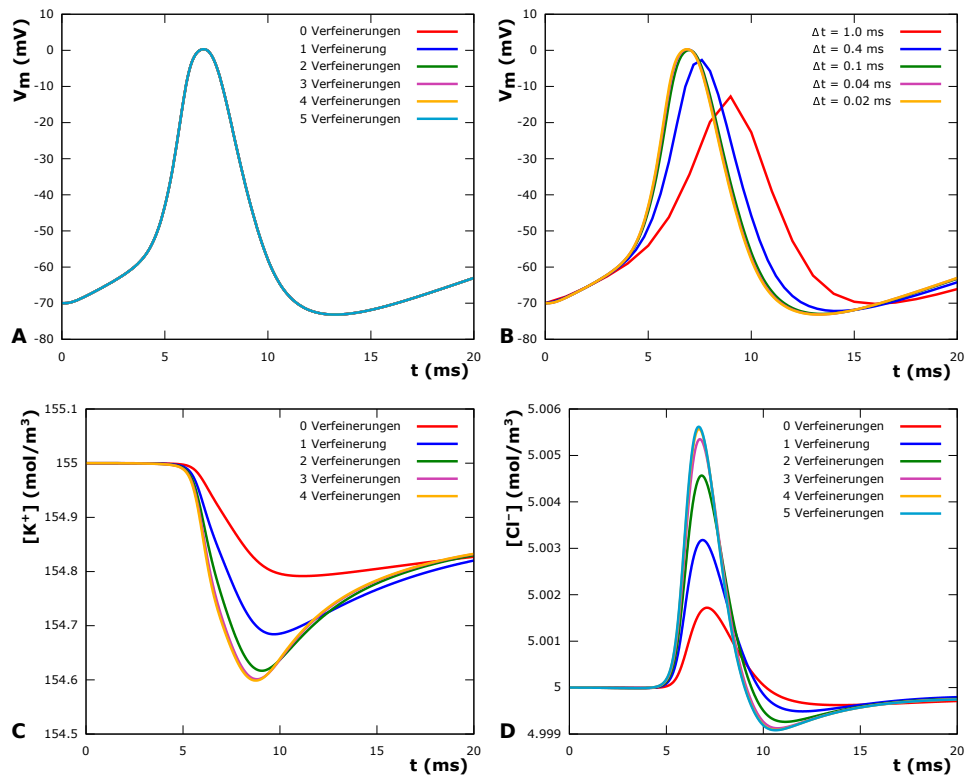 V_m (mV)
10
0
-10
-20
-30
-40
-50
-60
-70
-80
0 Verfeinerungen
1 Verfeinerung
2 Verfeinerungen
3 Verfeinerungen
4 Verfeinerungen
5 Verfeinerungen
A
0 5 10 15 20
t (ms)
Vm (mV)
10
0
-10
-20
-30
-40
-50
-60
-70
-80
Δt = 1.0 ms
Δt = 0.4 ms
Δt = 0.1 ms
Δt = 0.04 ms
Δt = 0.02 ms
B
0 5 10 15 20
t (ms)
[K⁺] (mol/m³)
155.1
155
154.9
154.8
154.7
154.6
154.5
0 Verfeinerungen
1 Verfeinerung
2 Verfeinerungen
3 Verfeinerungen
4 Verfeinerungen
C
0 5 10 15 20
t (ms)
[Cl⁻] (mol/m³)
5.006
5.005
5.004
5.003
5.002
5.001
5
4.999
0 Verfeinerungen
1 Verfeinerung
2 Verfeinerungen
3 Verfeinerungen
4 Verfeinerungen
5 Verfeinerungen
D
0 5 10 15 20
t (ms)